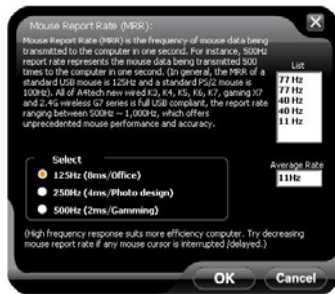 Mouse Report Rate (MRR):
Mouse Report Rate (MRR) is the frequency of mouse data being
transmitted to the computer in one second. For instance, 500Hz
report rate represents the mouse data being transmitted 500
times to the computer in one second. (In general, the MRR of a
standard USB mouse is 125Hz and a standard PS/2 mouse is
100Hz). All of A4tech new wired K3, K4, K5, K6, K7, gaming X7
and 2.4G wireless G7 series is full USB compliant, the report rate
ranging between 500Hz ~ 1,000Hz, which offers
unprecedented mouse performance and accuracy.
List
77 Hz
77 Hz
40 Hz
40 Hz
11 Hz
Average Rate
11Hz
Select
125Hz (8ms/Office)
250Hz (4ms/Photo design)
500Hz (2ms/Gamming)
(High frequency response suits more efficiency computer. Try decreasing
mouse report rate if any mouse cursor is interrupted /delayed.)
OK
Cancel